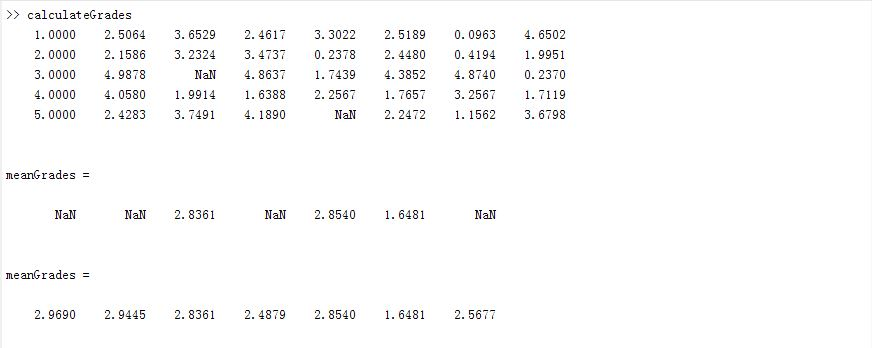 >> calculateGrades
1.0000 2.5064 3.6529 2.4617 3.3022 2.5189 0.0963 4.6502
2.0000 2.1586 3.2324 3.4737 0.2378 2.4480 0.4194 1.9951
3.0000 4.9878 NaN 4.8637 1.7439 4.3852 4.8740 0.2370
4.0000 4.0580 1.9914 1.6388 2.2567 1.7657 3.2567 1.7119
5.0000 2.4283 3.7491 4.1890 NaN 2.2472 1.1562 3.6798
meanGrades =
NaN NaN 2.8361 NaN 2.8540 1.6481 NaN
meanGrades =
2.9690 2.9445 2.8361 2.4879 2.8540 1.6481 2.5677